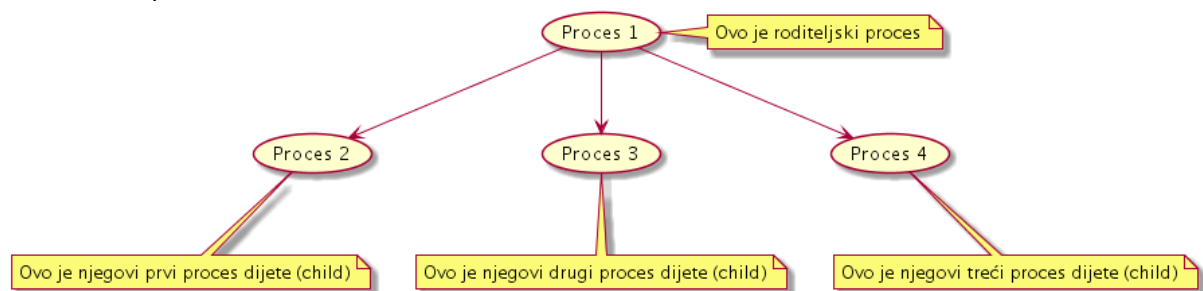 Proces 1
Ovo je roditeljski proces
Proces 2
Proces 3
Proces 4
Ovo je njegovi prvi proces dijete (child)
Ovo je njegovi drugi proces dijete (child)
Ovo je njegovi treći proces dijete (child)